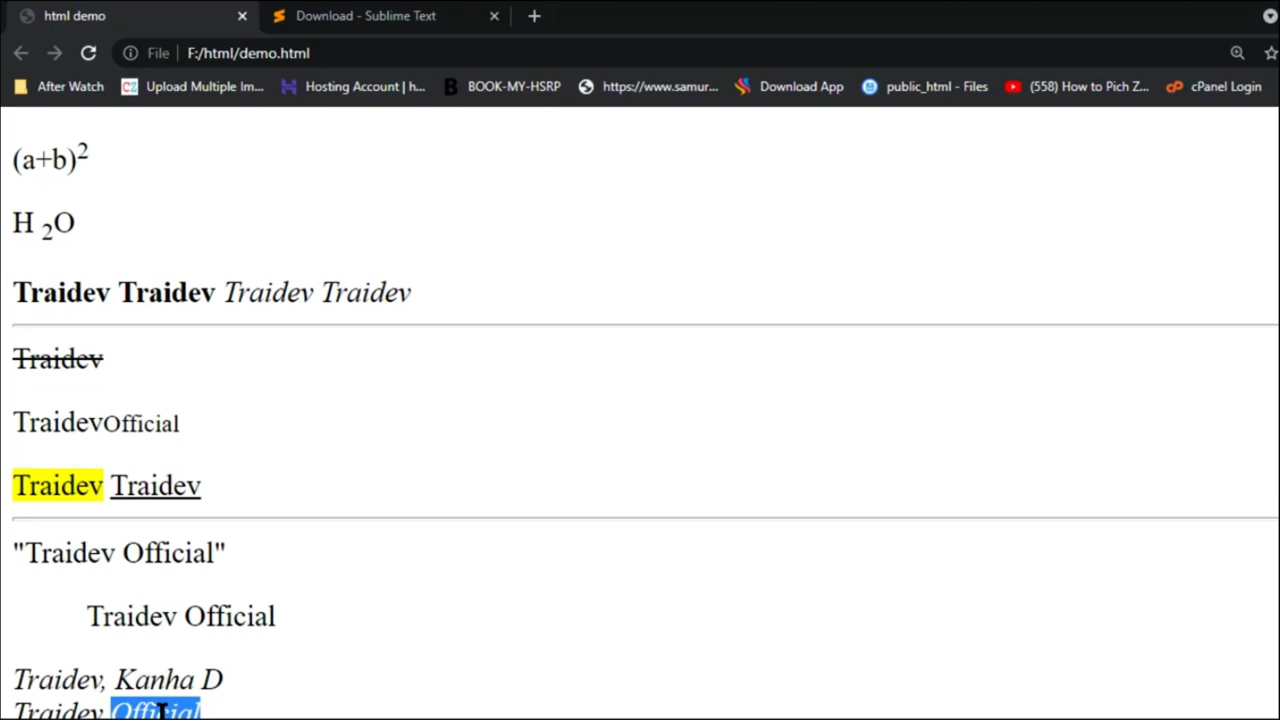 html demo
Download - Sublime Text
File F:/html/demo.html
After Watch
CZ Upload Multiple Im...
Hosting Account | h...
B BOOK-MY-HSRP
https://www.samur...
Download App
public_html - Files
(558) How to Pich Z...
cP cPanel Login
(a+b)²
H ₂O
Traidev Traidev Traidev Traidev
Traidev
TraidevOfficial
Traidev Traidev
"Traidev Official"
Traidev Official
Traidev, Kanha D
Traidev Official